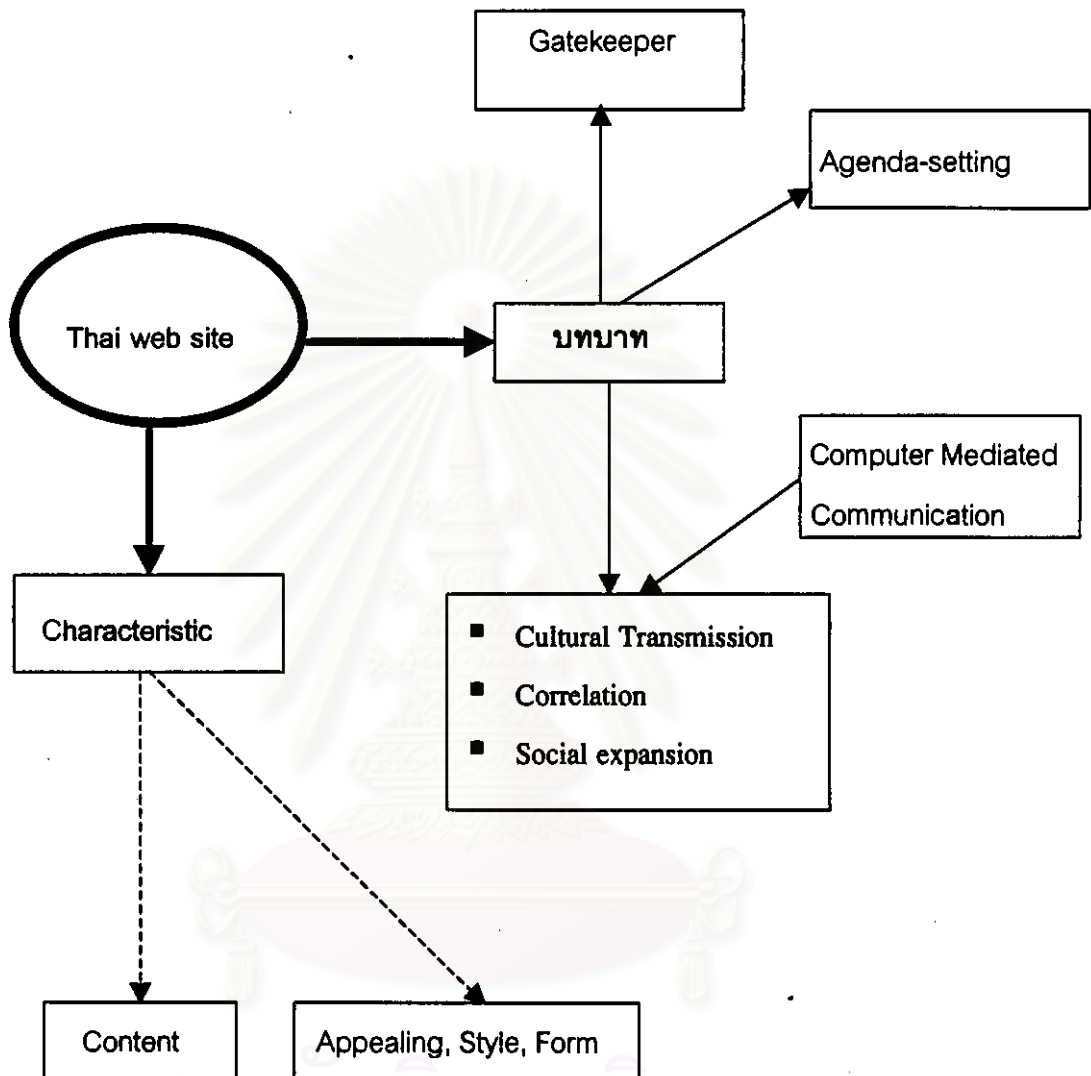 Gatekeeper
Agenda-setting
Thai web site
บทบาท
Computer Mediated
Communication
Characteristic
■ Cultural Transmission
■ Correlation
■ Social expansion
Content
Appealing, Style, Form